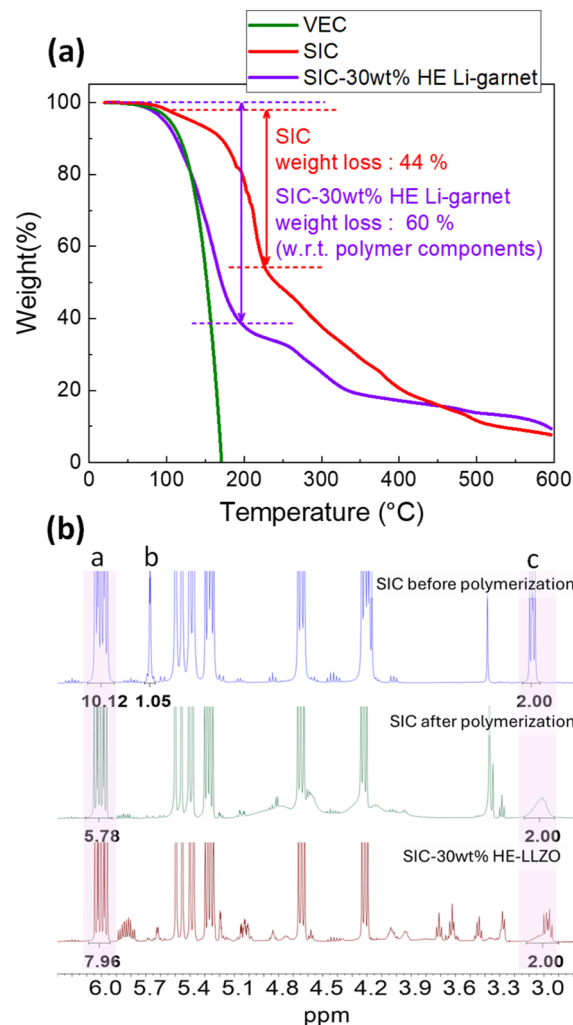 (a)
VEC
SIC
SIC-30wt% HE Li-garnet
100
80
60
40
20
0
Weight(%)
SIC
weight loss : 44 %
SIC-30wt% HE Li-garnet
weight loss :  60 %
(w.r.t. polymer components)
0 100 200 300 400 500 600
Temperature (°C)
(b)
a b c
SIC before polymerization
10.12 1.05 2.00
SIC after polymerization
5.78 2.00
SIC-30wt% HE-LLZO
7.96 2.00
6.0 5.7 5.4 5.1 4.8 4.5 4.2 3.9 3.6 3.3 3.0
ppm